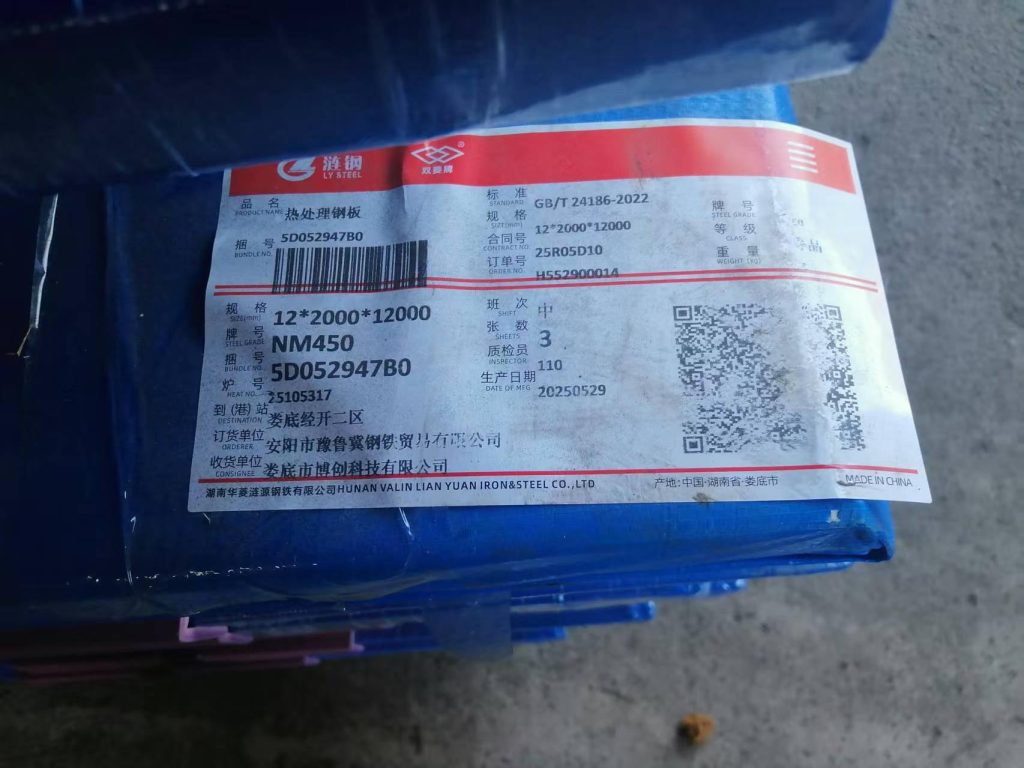 涟钢
LY STEEL
双菱牌®
品名 PRODUCT NAME 热处理钢板
捆号 BUNDLE NO. 5D052947B0
标准 STANDARD GB/T 24186-2022
规格 SIZE(mm) 12*2000*12000
合同号 CONTRACT NO. 25R05D10
订单号 ORDER NO. H552900014
牌号 STEEL GRADE
等级 CLASS 品
重量 WEIGHT (kg)
规格 SIZE(mm) 12*2000*12000
牌号 STEEL GRADE NM450
捆号 BUNDLE NO. 5D052947B0
炉号 HEAT NO. 25105317
到(港)站 DESTINATION 娄底经开二区
订货单位 ORDERER 安阳市豫鲁冀钢铁贸易有限公司
收货单位 CONSIGNEE 娄底市博创科技有限公司
班次 SHIFT 中
张数 SHEETS 3
质检员 INSPECTOR 110
生产日期 DATE OF MFG 20250529
湖南华菱涟源钢铁有限公司HUNAN VALIN LIAN YUAN IRON&STEEL CO.,LTD
产地:中国·湖南省·娄底市
MADE IN CHINA